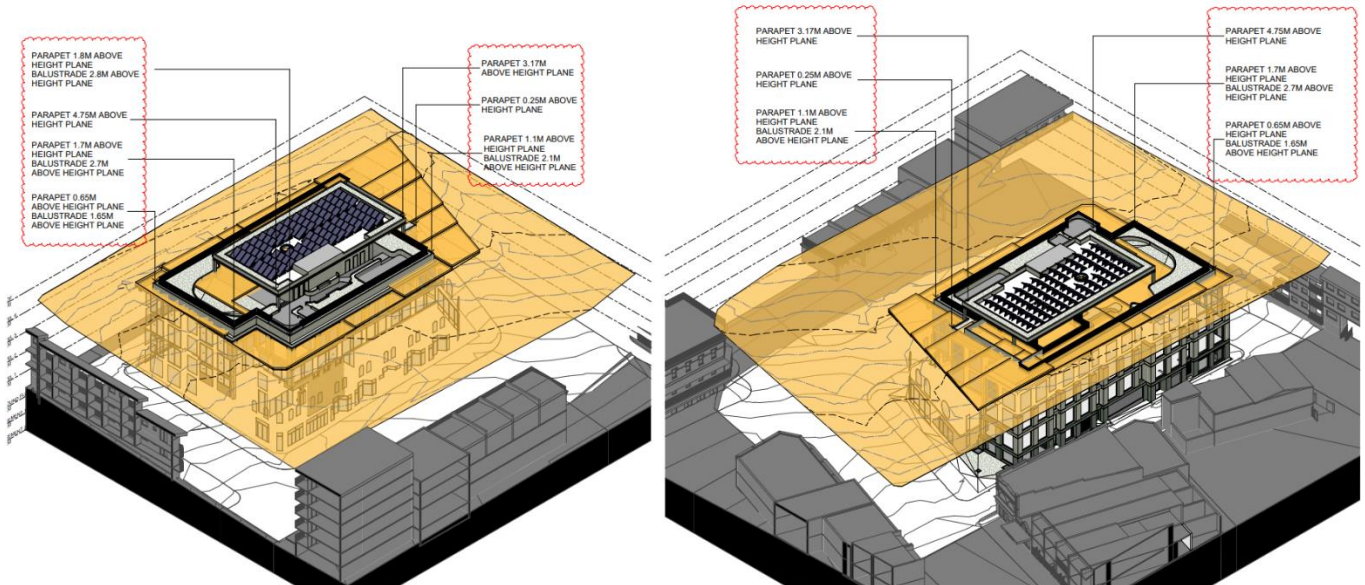 PARAPET 1.8M ABOVE
HEIGHT PLANE
BALUSTRADE 2.8M ABOVE
HEIGHT PLANE
PARAPET 4.75M ABOVE
HEIGHT PLANE
PARAPET 1.7M ABOVE
HEIGHT PLANE
BALUSTRADE 2.7M
ABOVE HEIGHT PLANE
PARAPET 0.65M
ABOVE HEIGHT PLANE
BALUSTRADE 1.65M
ABOVE HEIGHT PLANE
PARAPET 3.17M
ABOVE HEIGHT PLANE
PARAPET 0.25M ABOVE
HEIGHT PLANE
PARAPET 1.1M ABOVE
HEIGHT PLANE
BALUSTRADE 2.1M
ABOVE HEIGHT PLANE
PARAPET 3.17M ABOVE
HEIGHT PLANE
PARAPET 0.25M ABOVE
HEIGHT PLANE
PARAPET 1.1M ABOVE
HEIGHT PLANE
BALUSTRADE 2.1M
ABOVE HEIGHT PLANE
PARAPET 4.75M ABOVE
HEIGHT PLANE
PARAPET 1.7M ABOVE
HEIGHT PLANE
BALUSTRADE 2.7M ABOVE
HEIGHT PLANE
PARAPET 0.65M ABOVE
HEIGHT PLANE
BALUSTRADE 1.65M
ABOVE HEIGHT PLANE